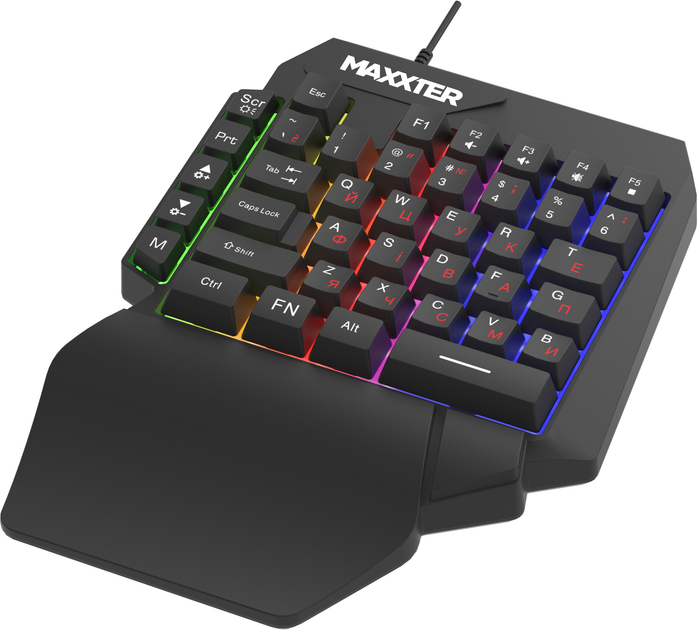 MAXXTER
Esc F1 F2 F3 F4 F5
Scr
Prt
M
~ ` ! 1 @ " 2 # № 3 $ ; 4 % 5 ^ : 6
Tab Q Й W Ц E У R К T Е
Caps Lock A Ф S і D В F А G П
Shift Z Я X Ч C С V М B И
Ctrl FN Alt